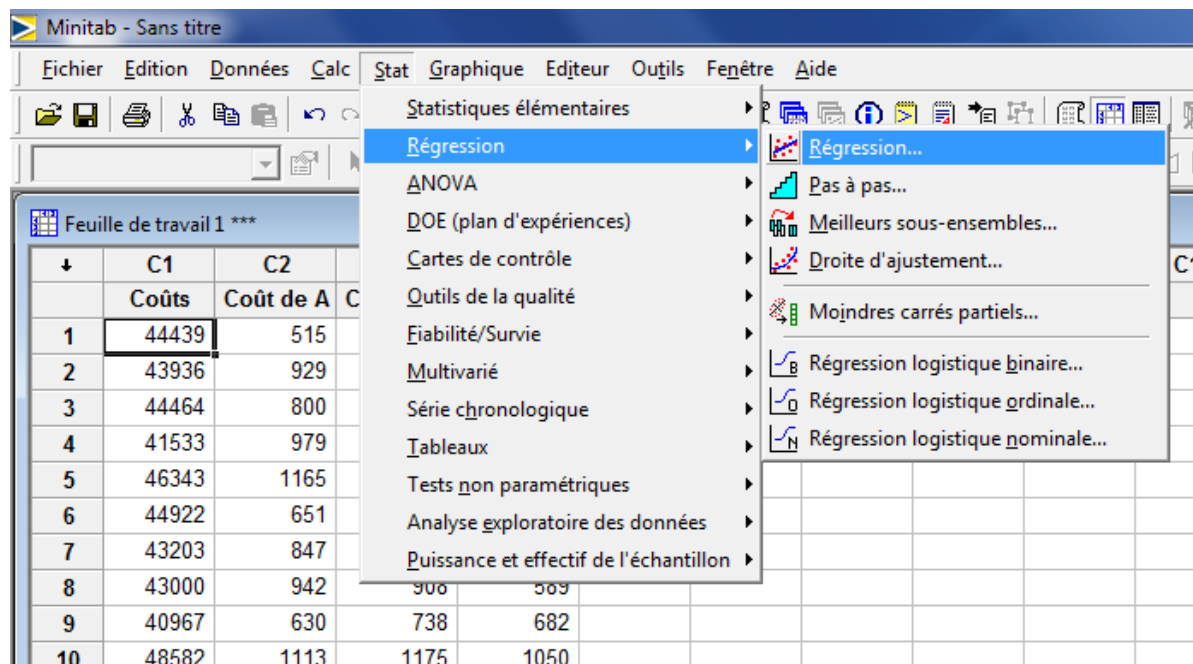 Minitab - Sans titre
Fichier Edition Données Calc Stat Graphique Editeur Outils Fenêtre Aide
Statistiques élémentaires
Régression
ANOVA
DOE (plan d'expériences)
Cartes de contrôle
Outils de la qualité
Fiabilité/Survie
Multivarié
Série chronologique
Tableaux
Tests non paramétriques
Analyse exploratoire des données
Puissance et effectif de l'échantillon
Régression...
Pas à pas...
Meilleurs sous-ensembles...
Droite d'ajustement...
Moindres carrés partiels...
B Régression logistique binaire...
O Régression logistique ordinale...
N Régression logistique nominale...
Feuille de travail 1 ***
C1 C2
Coûts Coût de A C
1 44439 515
2 43936 929
3 44464 800
4 41533 979
5 46343 1165
6 44922 651
7 43203 847
8 43000 942 908 589
9 40967 630 738 682
10 48582 1113 1175 1050